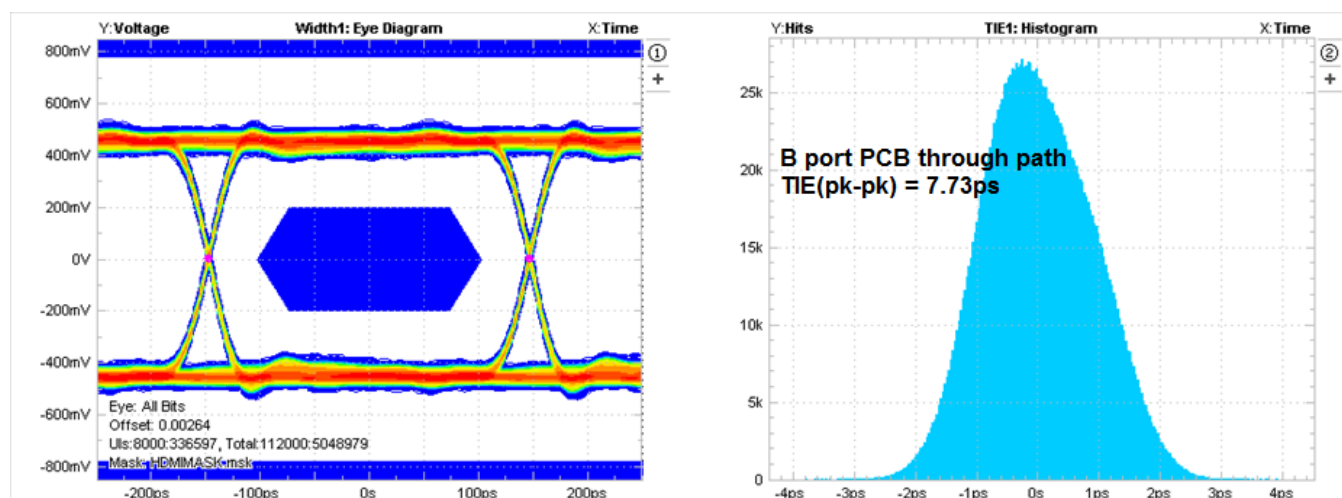 Y:Voltage Width1: Eye Diagram X:Time
800mV
600mV
400mV
200mV
0V
-200mV
-400mV
-600mV
-800mV
Eye: All Bits
Offset: 0.00264
UIs:8000:336597, Total:112000:5048979
Mask: HDMIMASK.msk
-200ps -100ps 0s 100ps 200ps
1
+
Y:Hits TIE1: Histogram X:Time
25k
20k
15k
10k
5k
0
B port PCB through path
TIE(pk-pk) = 7.73ps
-4ps -3ps -2ps -1ps 0s 1ps 2ps 3ps 4ps
2
+